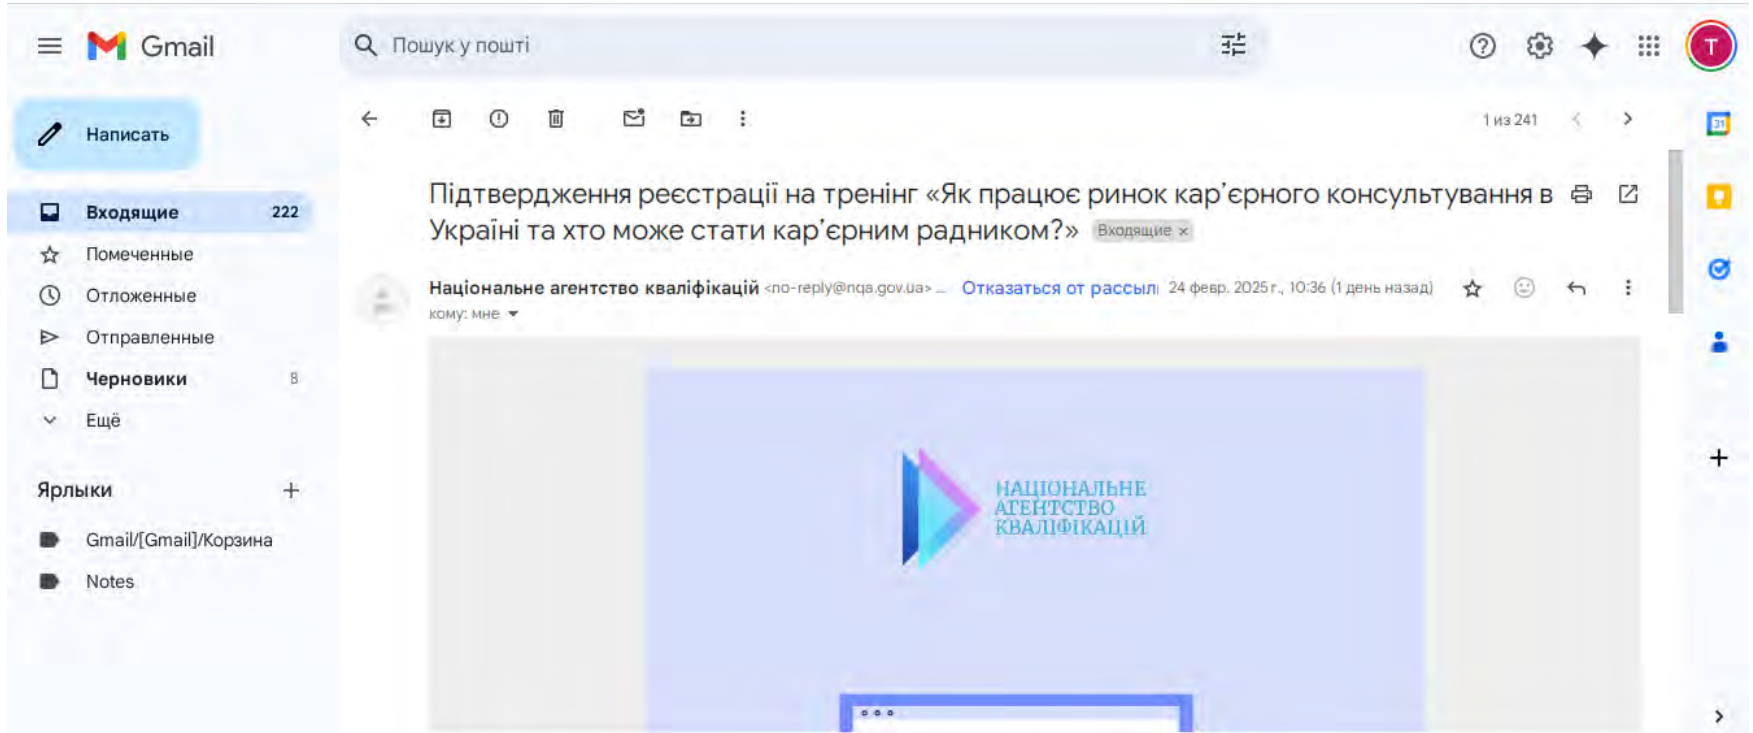 Gmail
Пошук у пошті
T
Написать
1 из 241
31
Входящие 222
Помеченные
Отложенные
Отправленные
Черновики 8
Ещё
Ярлыки
Gmail/[Gmail]/Корзина
Notes
Підтвердження реєстрації на тренінг «Як працює ринок кар’єрного консультування в
Україні та хто може стати кар’єрним радником?» Входящие ×
Національне агентство кваліфікацій <no-reply@nqa.gov.ua> ... Отказаться от рассыл 24 февр. 2025 г., 10:36 (1 день назад)
кому: мне
НАЦІОНАЛЬНЕ
АГЕНТСТВО
КВАЛІФІКАЦІЙ